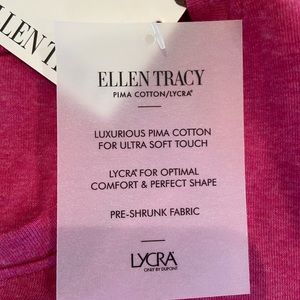 ELLEN T
ELLEN TRACY
PIMA COTTON/LYCRA®
LUXURIOUS PIMA COTTON
FOR ULTRA SOFT TOUCH
LYCRA® FOR OPTIMAL
COMFORT & PERFECT SHAPE
PRE-SHRUNK FABRIC
LYCRA®
ONLY BY DUPONT